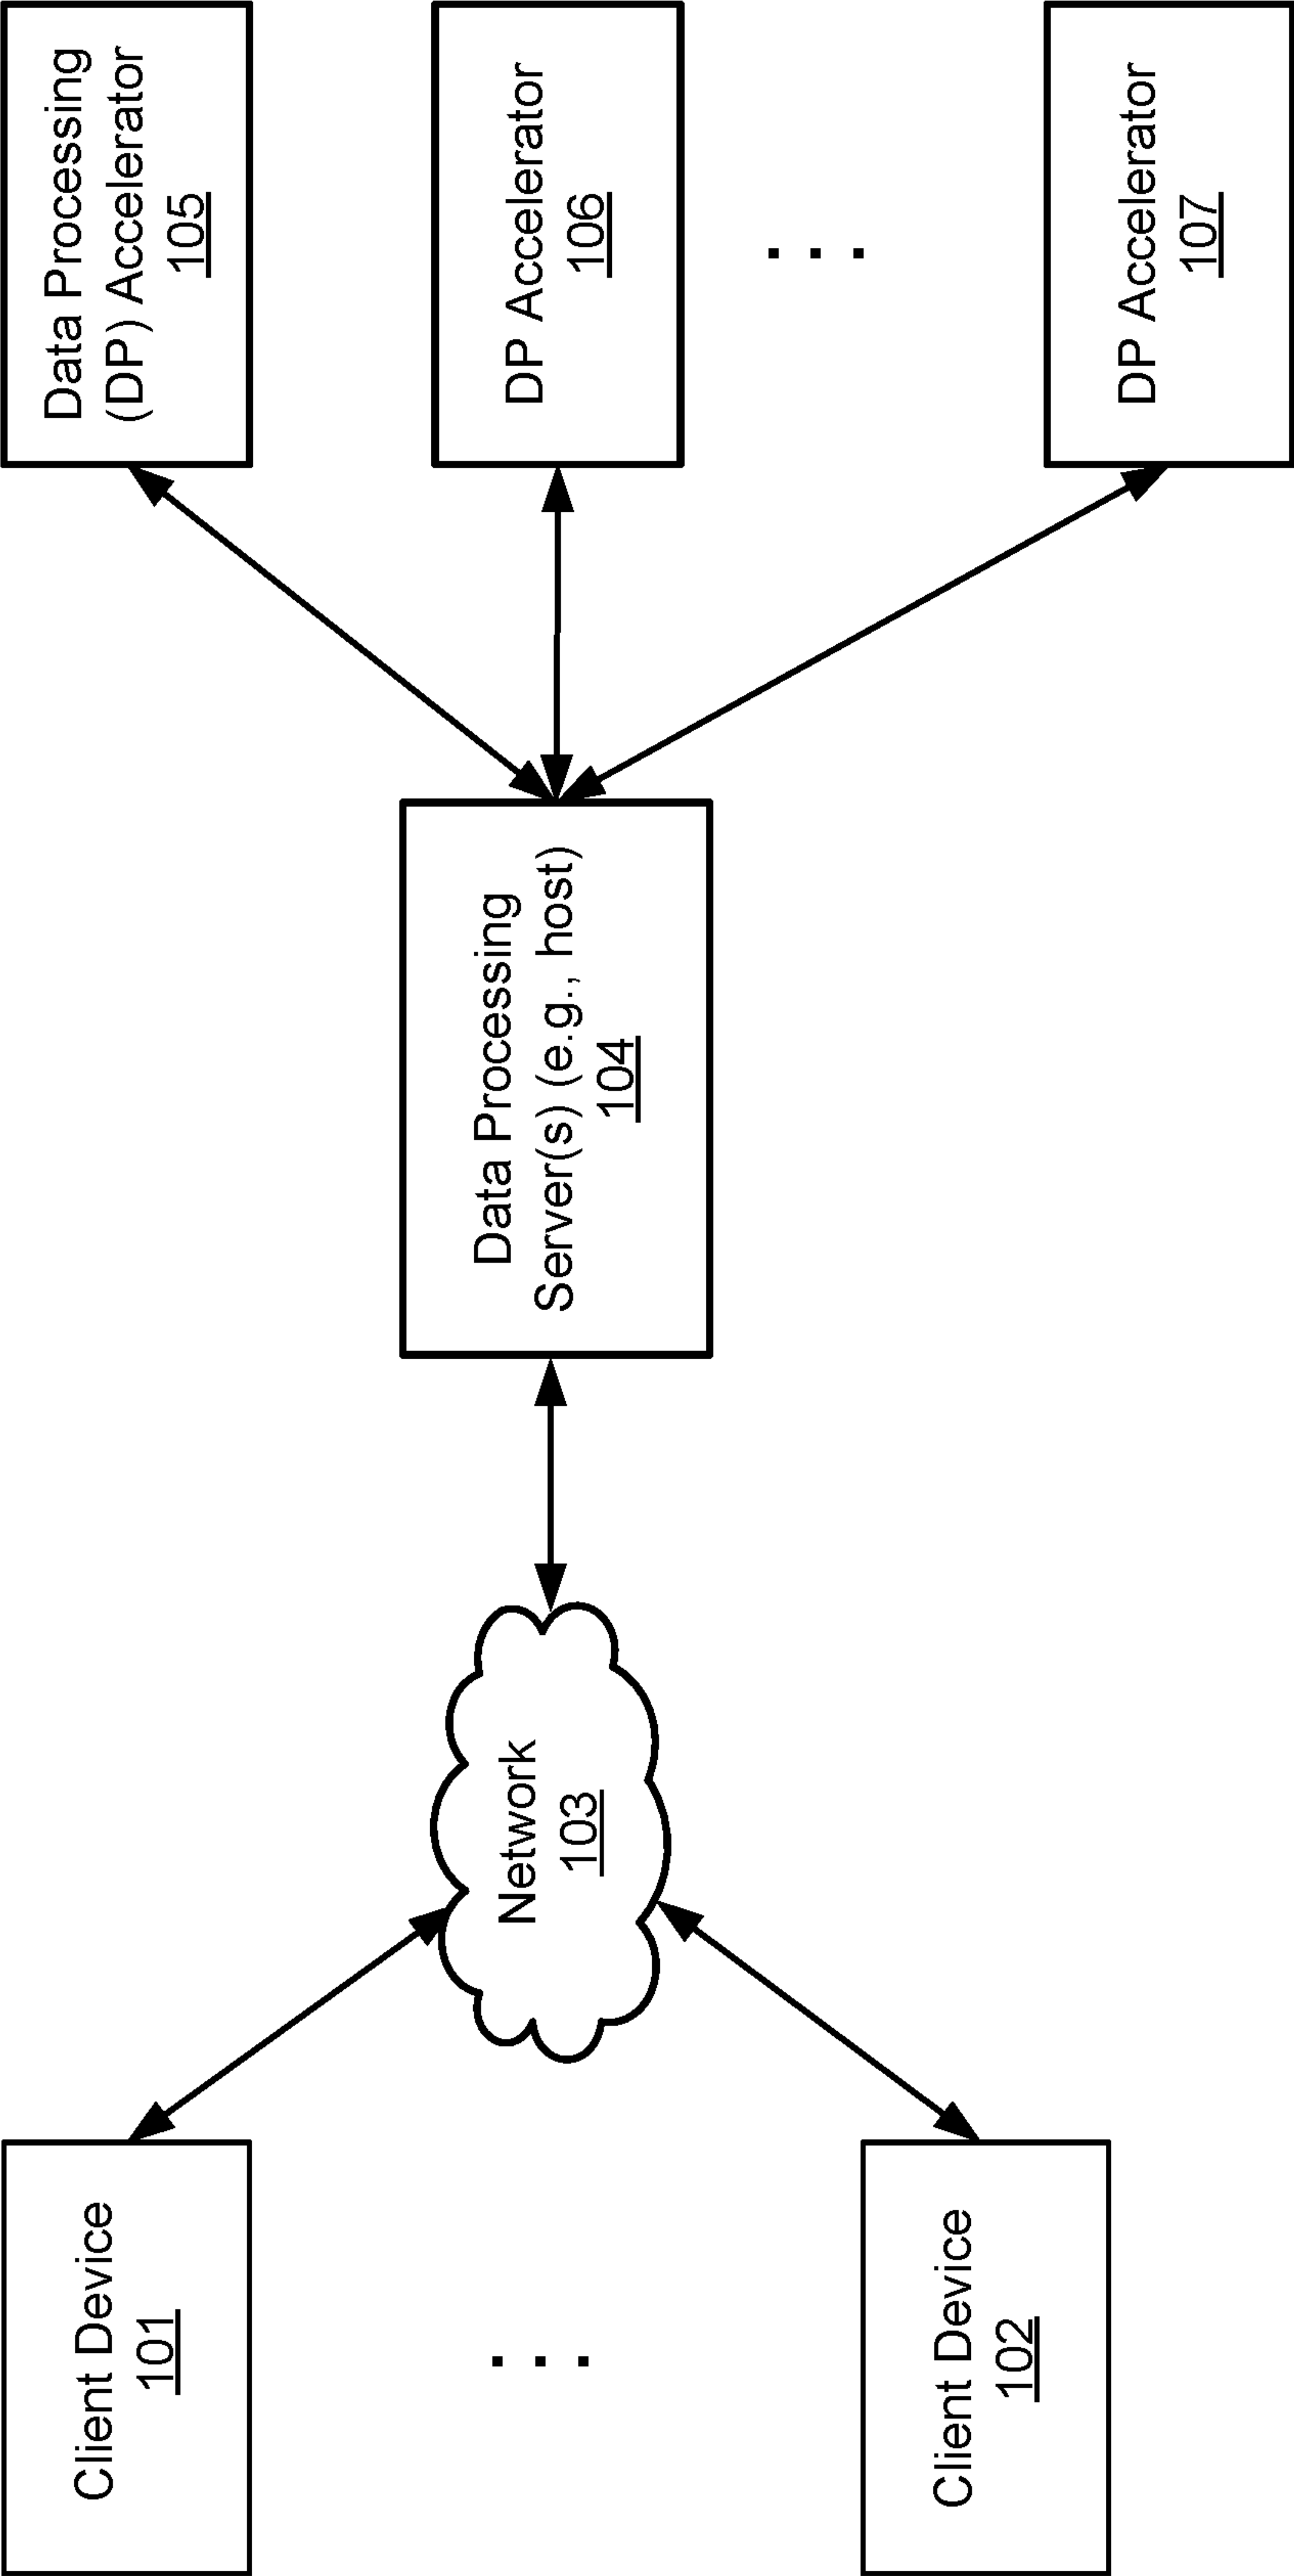 Client Device
101
Client Device
102
Network
103
Data Processing
Server(s) (e.g., host)
104
Data Processing
(DP) Accelerator
105
DP Accelerator
106
DP Accelerator
107